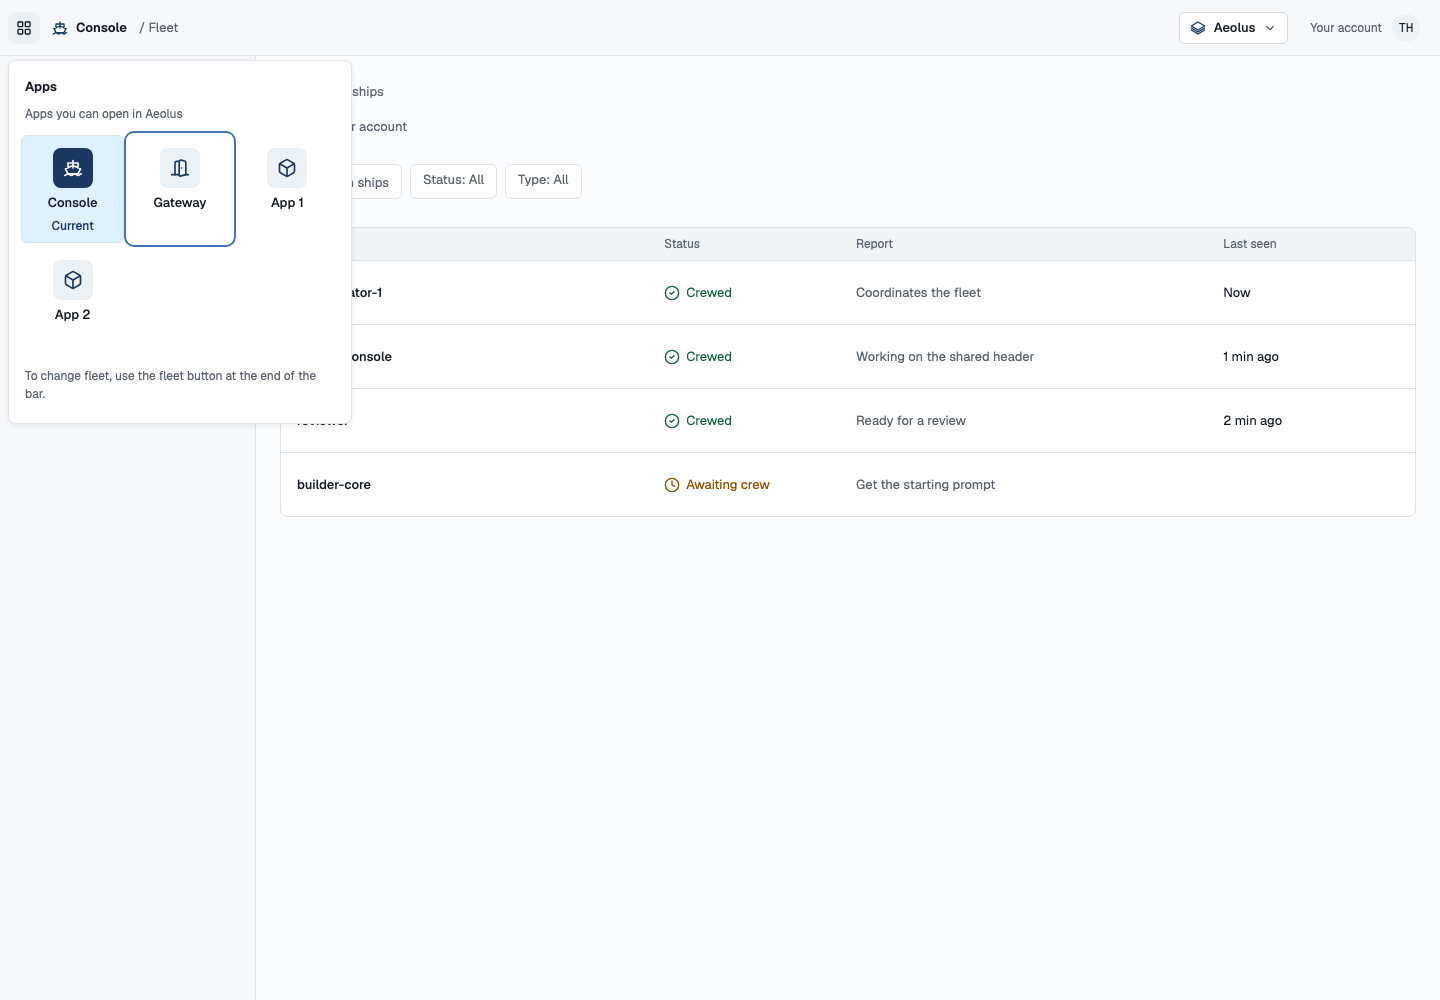 Console / Fleet
Aeolus
Your account TH
Apps
Apps you can open in Aeolus
Console
Current
Gateway
App 1
App 2
To change fleet, use the fleet button at the end of the
bar.
ships
r account
ships
Status: All
Type: All
Status Report Last seen
ator-1 Crewed Coordinates the fleet Now
onsole Crewed Working on the shared header 1 min ago
Crewed Ready for a review 2 min ago
builder-core Awaiting crew Get the starting prompt